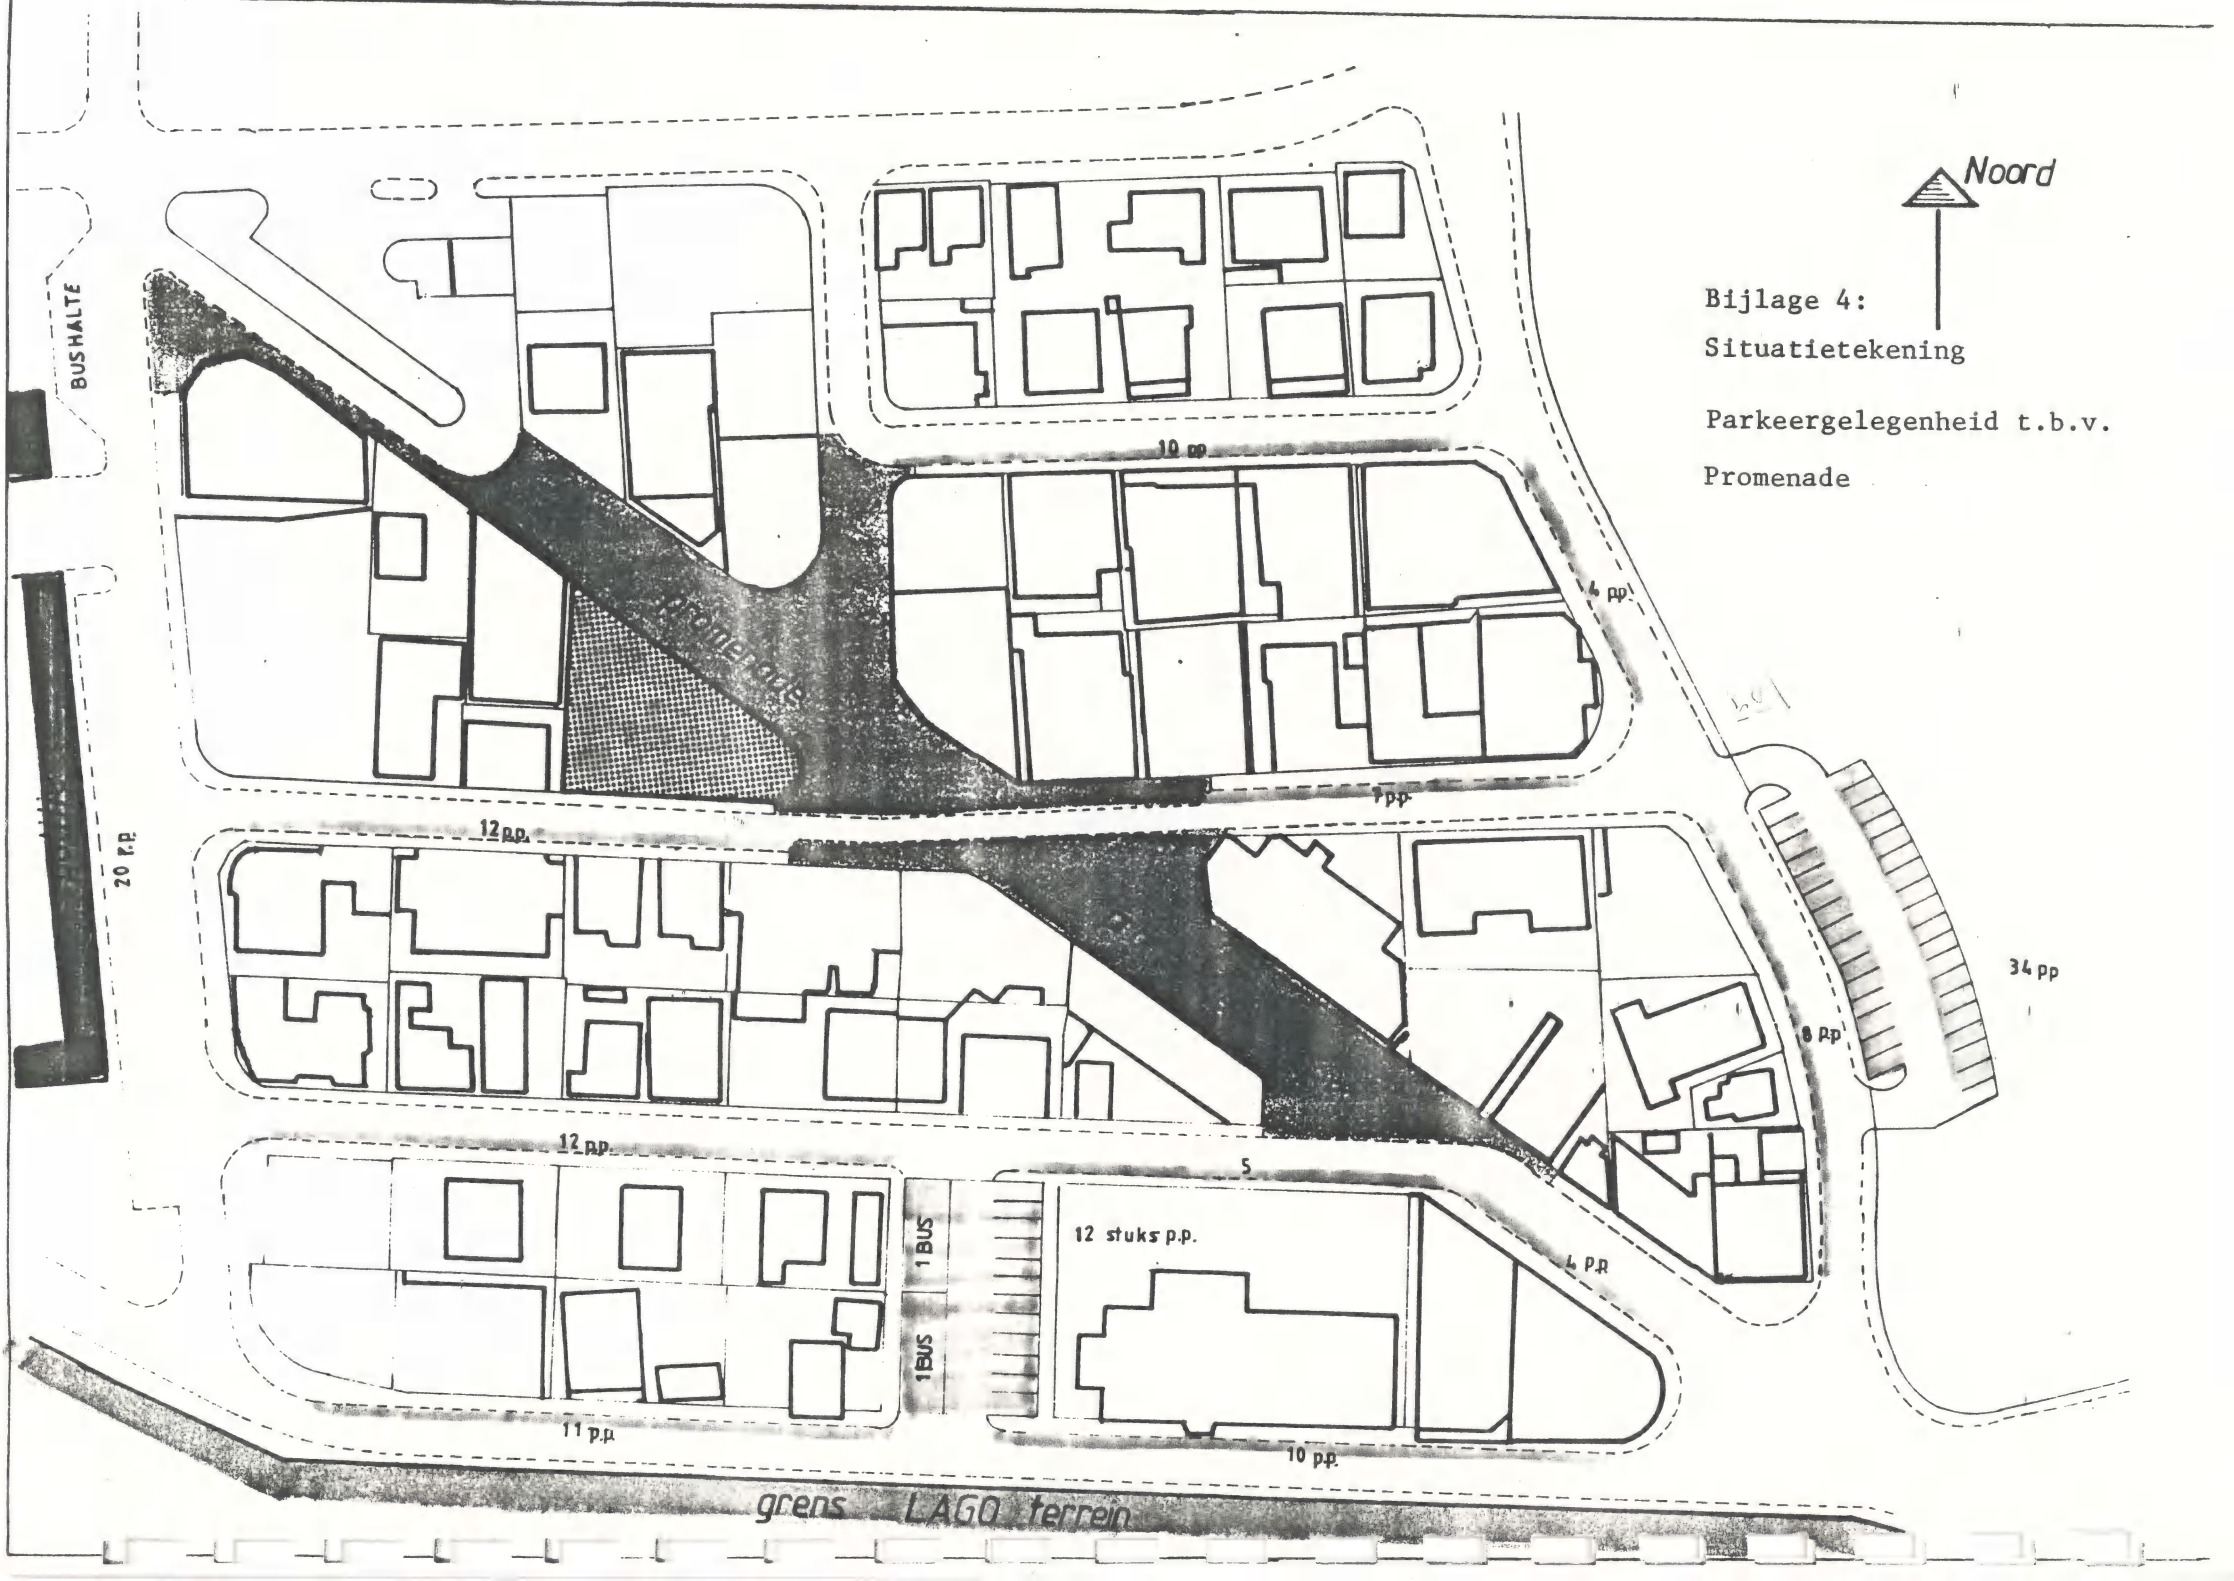 Noord
Bijlage 4:
Situatietekening
Parkeergelegenheid t.b.v.
Promenade
BUSHALTE
10 pp
4 pp
promenade
7 p.p.
12 p.p.
20 P.P.
34 pp
8 p.p
12 p.p.
5
1 BUS
12 stuks p.p.
4 P.P.
1 BUS
11 p.p
10 p.p.
grens LAGO terrein